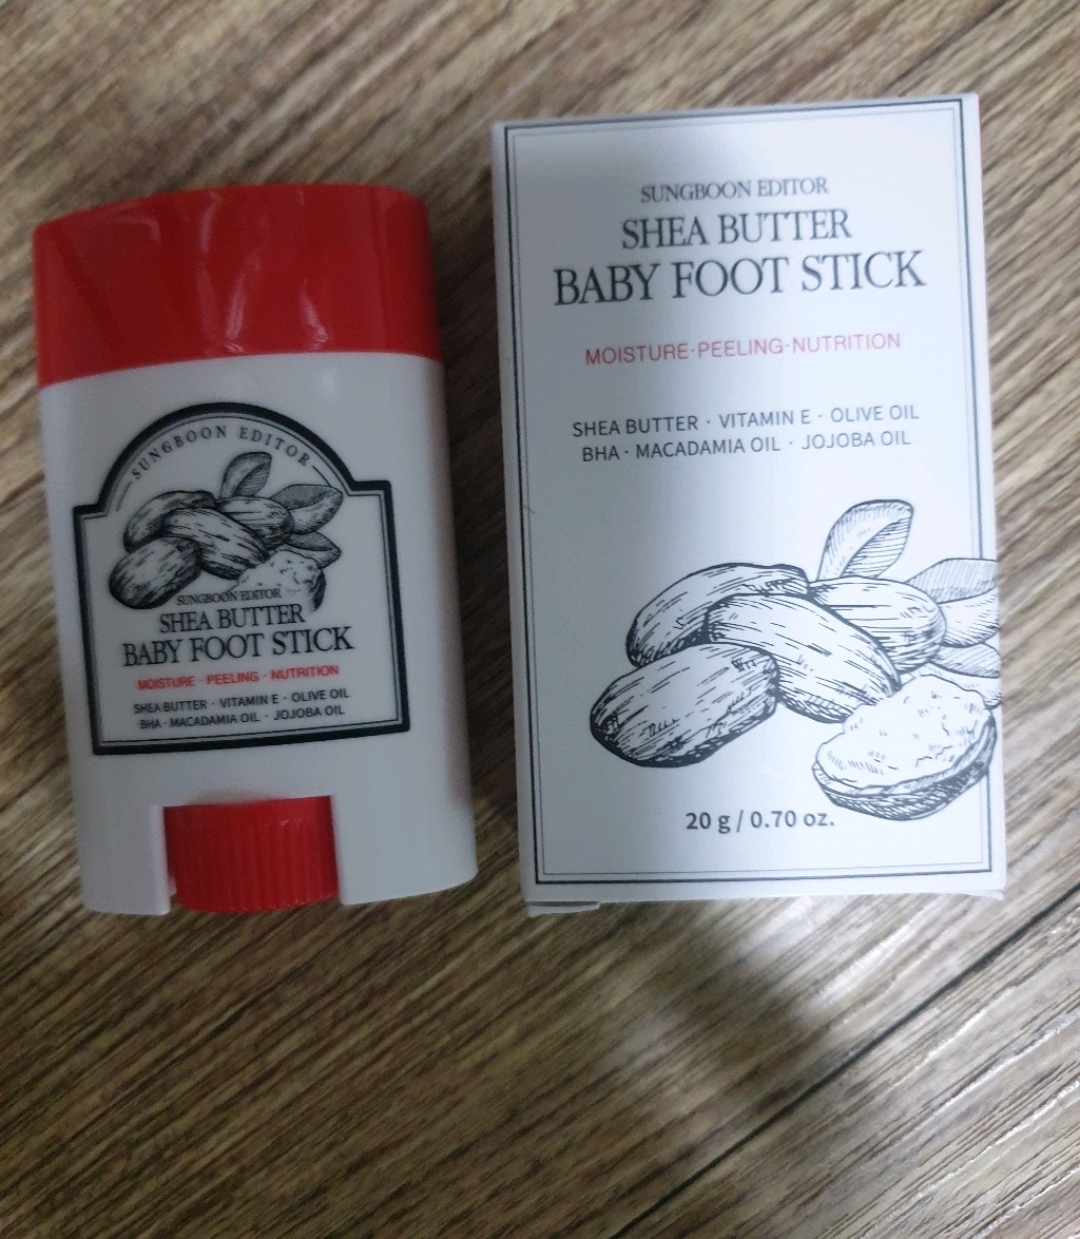 SUNGBOON EDITOR
SUNGBOON EDITOR
SHEA BUTTER
BABY FOOT STICK
MOISTURE · PEELING · NUTRITION
SHEA BUTTER · VITAMIN E · OLIVE OIL
BHA · MACADAMIA OIL · JOJOBA OIL
SUNGBOON EDITOR
SHEA BUTTER
BABY FOOT STICK
MOISTURE·PEELING·NUTRITION
SHEA BUTTER · VITAMIN E · OLIVE OIL
BHA · MACADAMIA OIL · JOJOBA OIL
20 g / 0.70 oz.